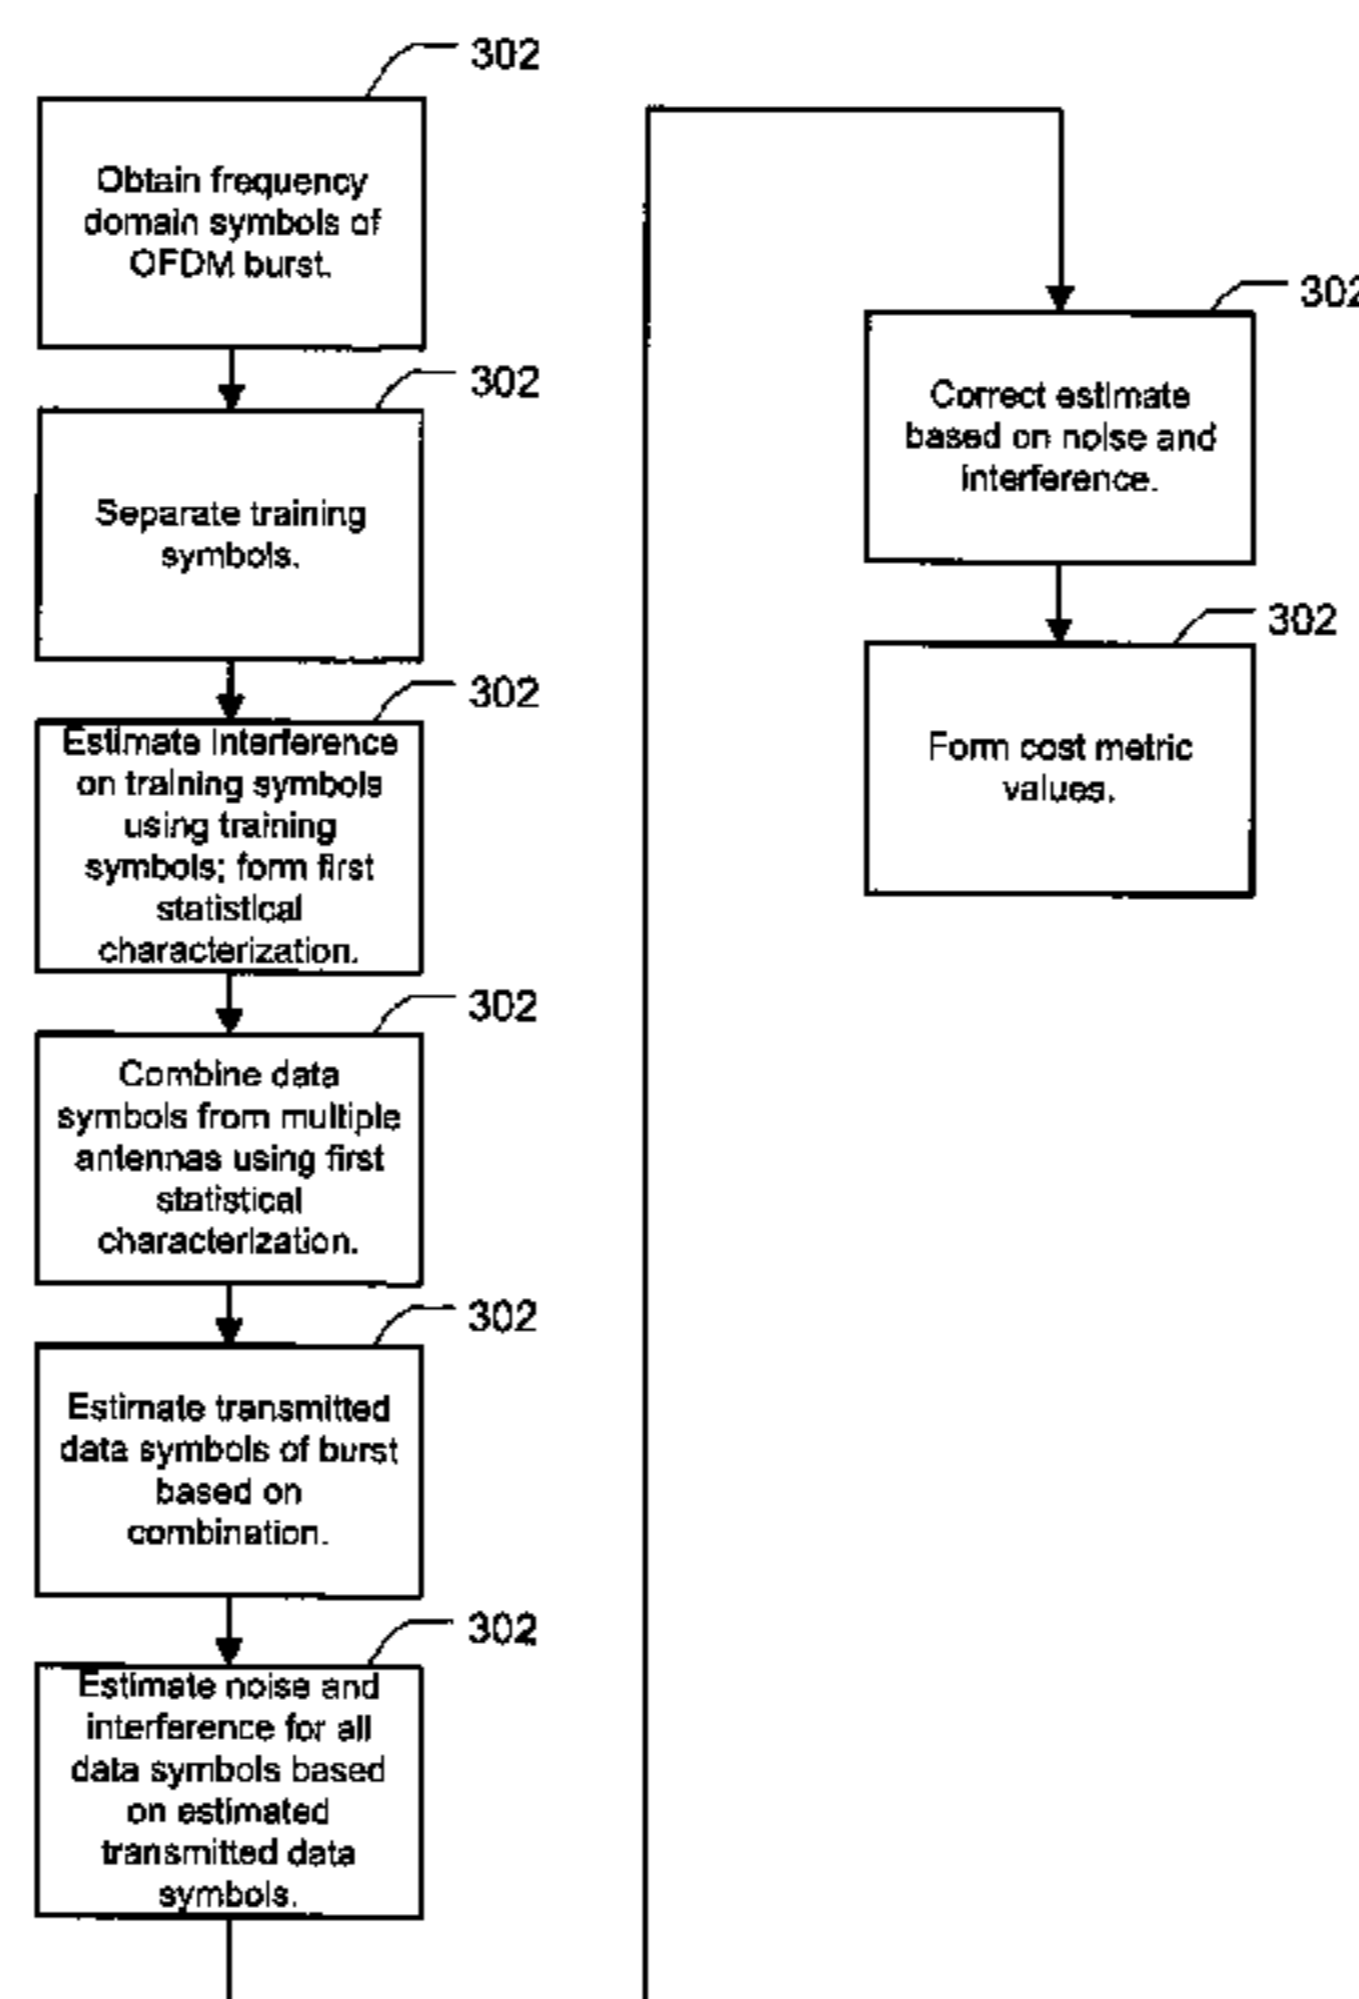 302
Obtain frequency
domain symbols of
OFDM burst.
302
Separate training
symbols.
302
Estimate interference
on training symbols
using training
symbols; form first
statistical
characterization.
302
Combine data
symbols from multiple
antennas using first
statistical
characterization.
302
Estimate transmitted
data symbols of burst
based on
combination.
302
Estimate noise and
interference for all
data symbols based
on estimated
transmitted data
symbols.
302
Correct estimate
based on noise and
interference.
302
Form cost metric
values.